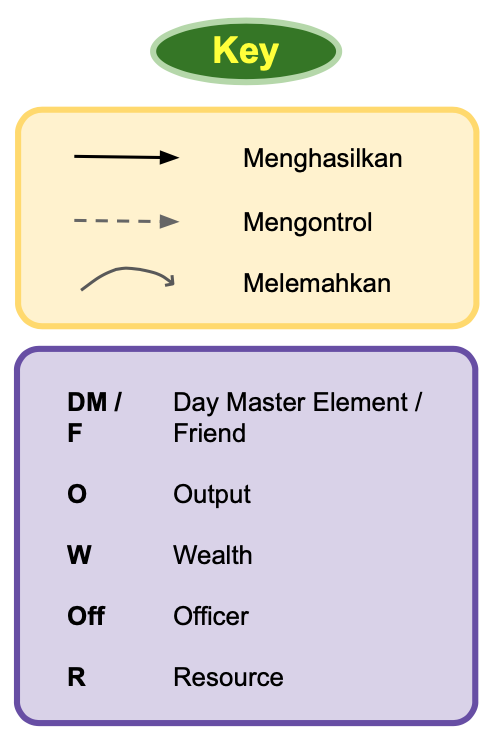 Key
Menghasilkan
Mengontrol
Melemahkan
DM / Day Master Element /
F Friend
O Output
W Wealth
Off Officer
R Resource